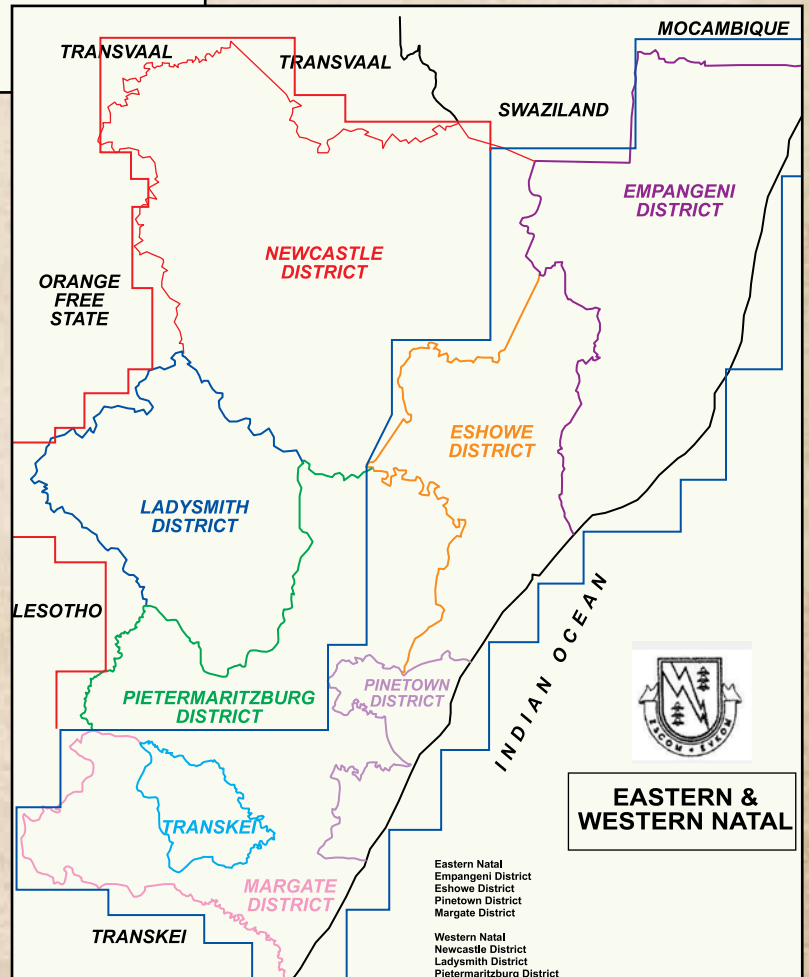 TRANSVAAL
TRANSVAAL
MOCAMBIQUE
SWAZILAND
EMPANGENI
DISTRICT
NEWCASTLE
DISTRICT
ORANGE
FREE
STATE
ESHOWE
DISTRICT
LADYSMITH
DISTRICT
LESOTHO
INDIAN OCEAN
PINETOWN
DISTRICT
PIETERMARITZBURG
DISTRICT
ESCOM • EVKOM
EASTERN &
WESTERN NATAL
TRANSKEI
MARGATE
DISTRICT
TRANSKEI
Eastern Natal
Empangeni District
Eshowe District
Pinetown District
Margate District
Western Natal
Newcastle District
Ladysmith District
Pietermaritzburg District